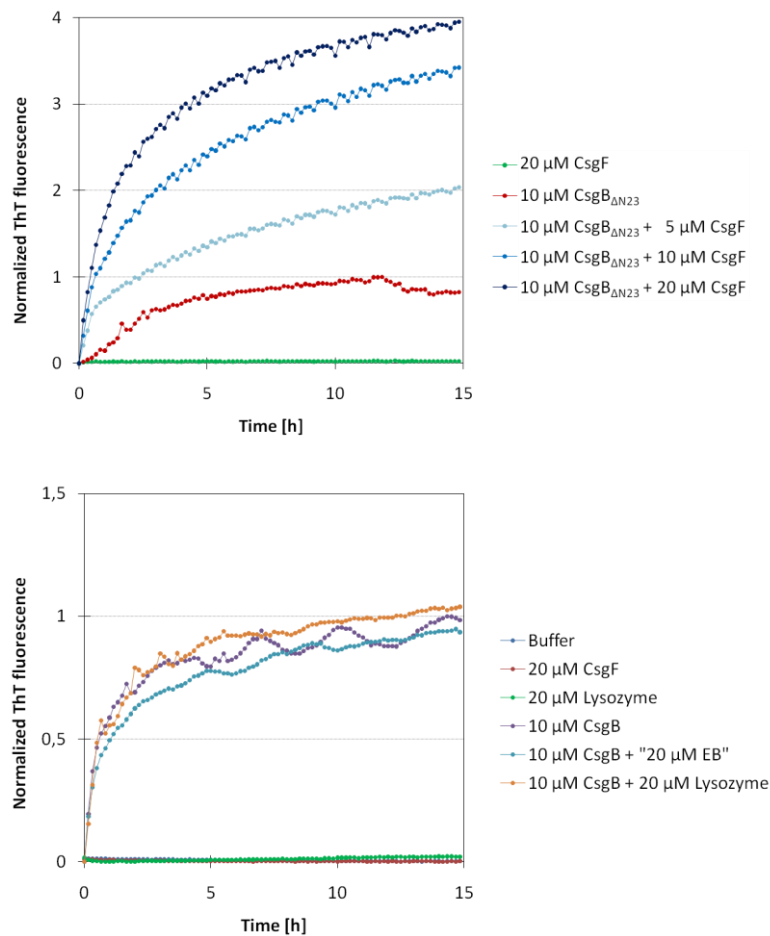 4
3
2
1
0
0
5
10
15
Normalized ThT fluorescence
Time [h]
20 µM CsgF
10 µM CsgBΔN23
10 µM CsgBΔN23 + 5 µM CsgF
10 µM CsgBΔN23 + 10 µM CsgF
10 µM CsgBΔN23 + 20 µM CsgF
1,5
1
0,5
0
0
5
10
15
Normalized ThT fluorescence
Time [h]
Buffer
20 µM CsgF
20 µM Lysozyme
10 µM CsgB
10 µM CsgB + "20 µM EB"
10 µM CsgB + 20 µM Lysozyme